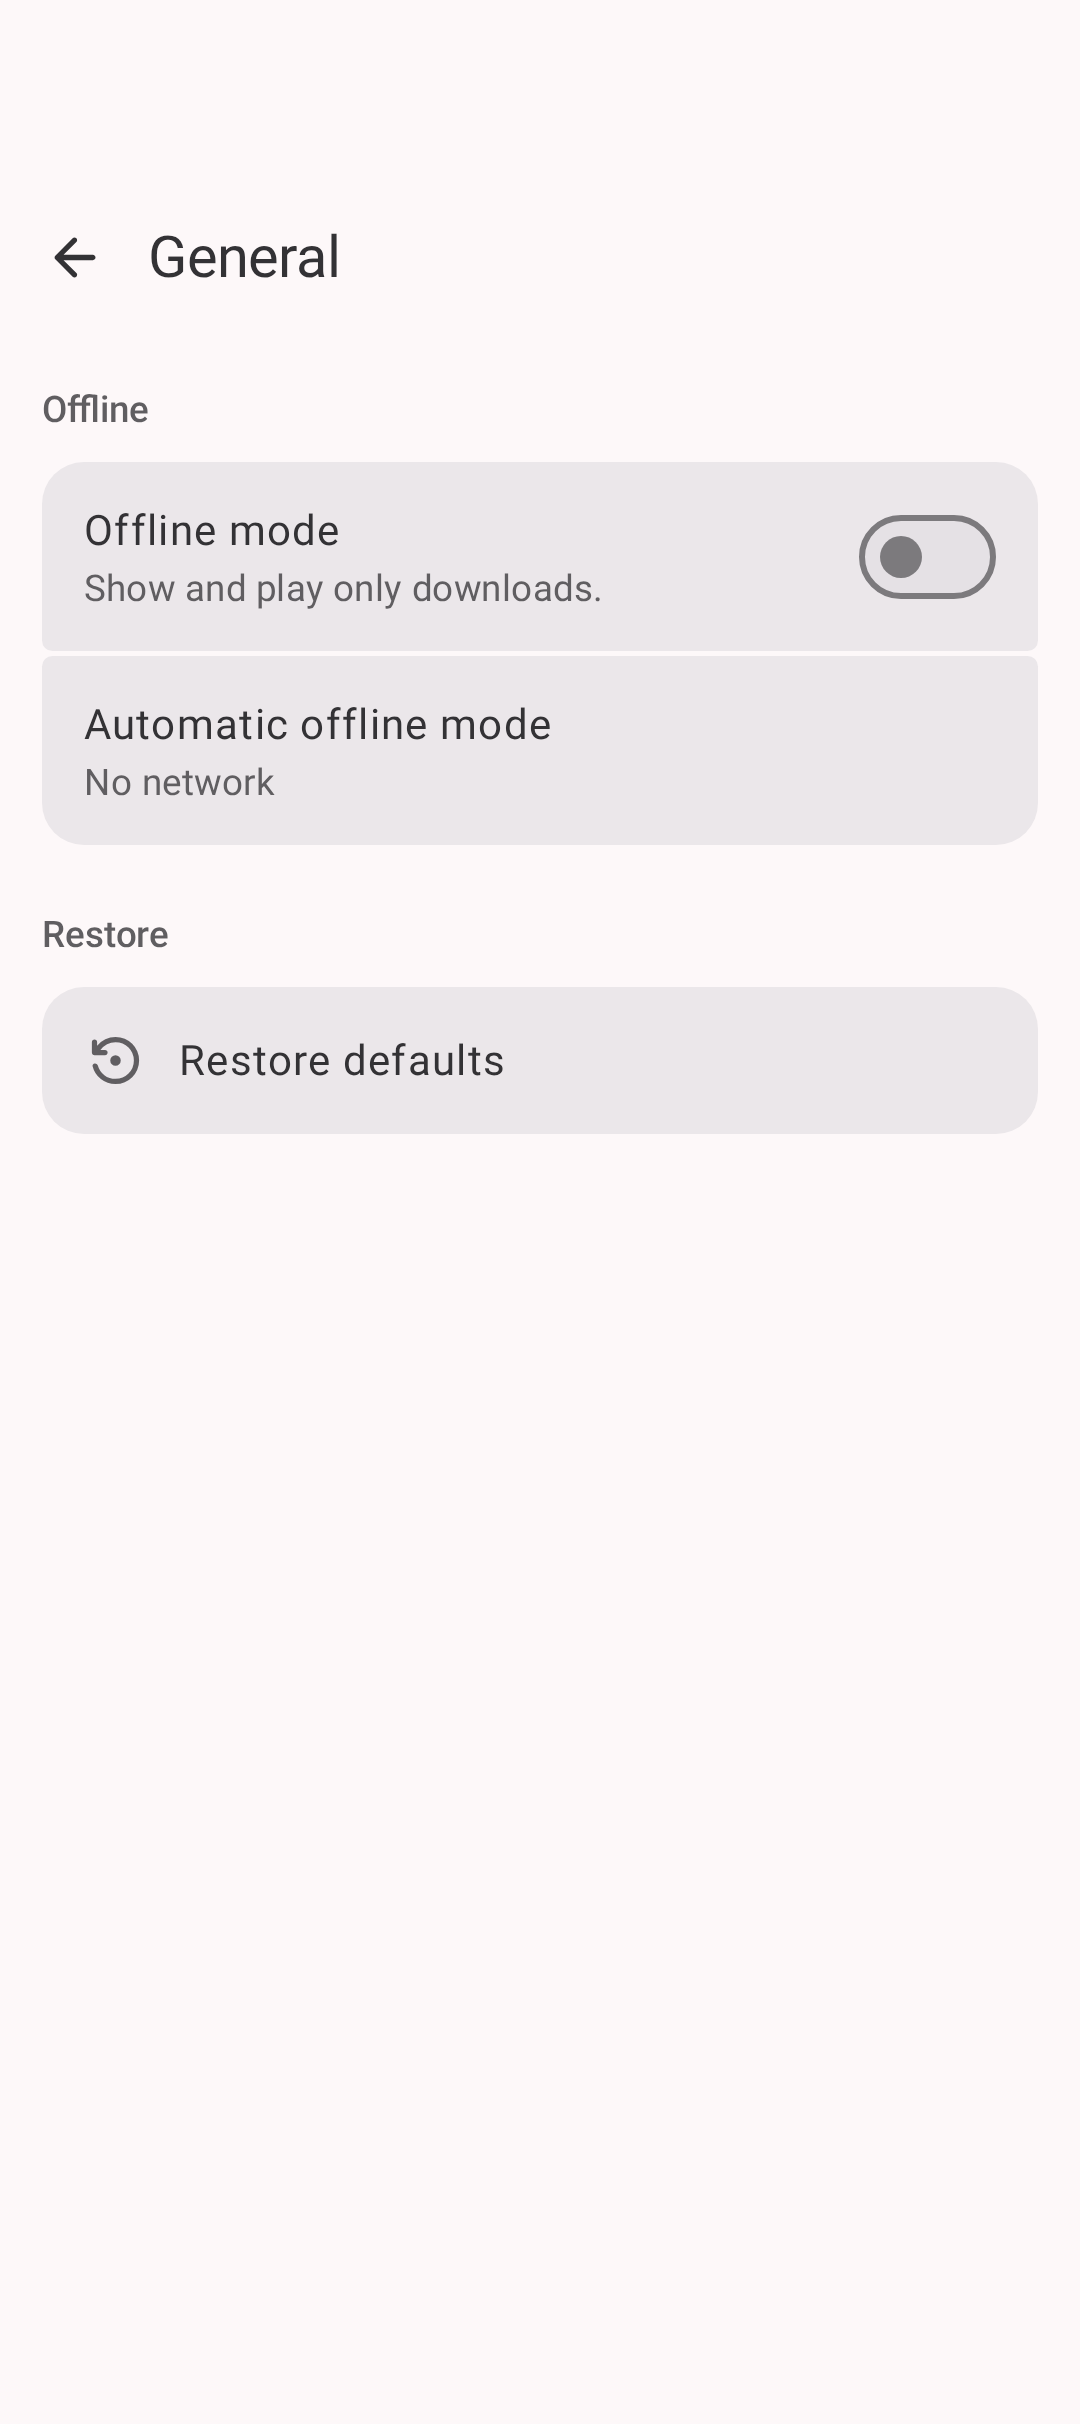 General
Offline
Offline mode
Show and play only downloads.
Automatic offline mode
No network
Restore
Restore defaults